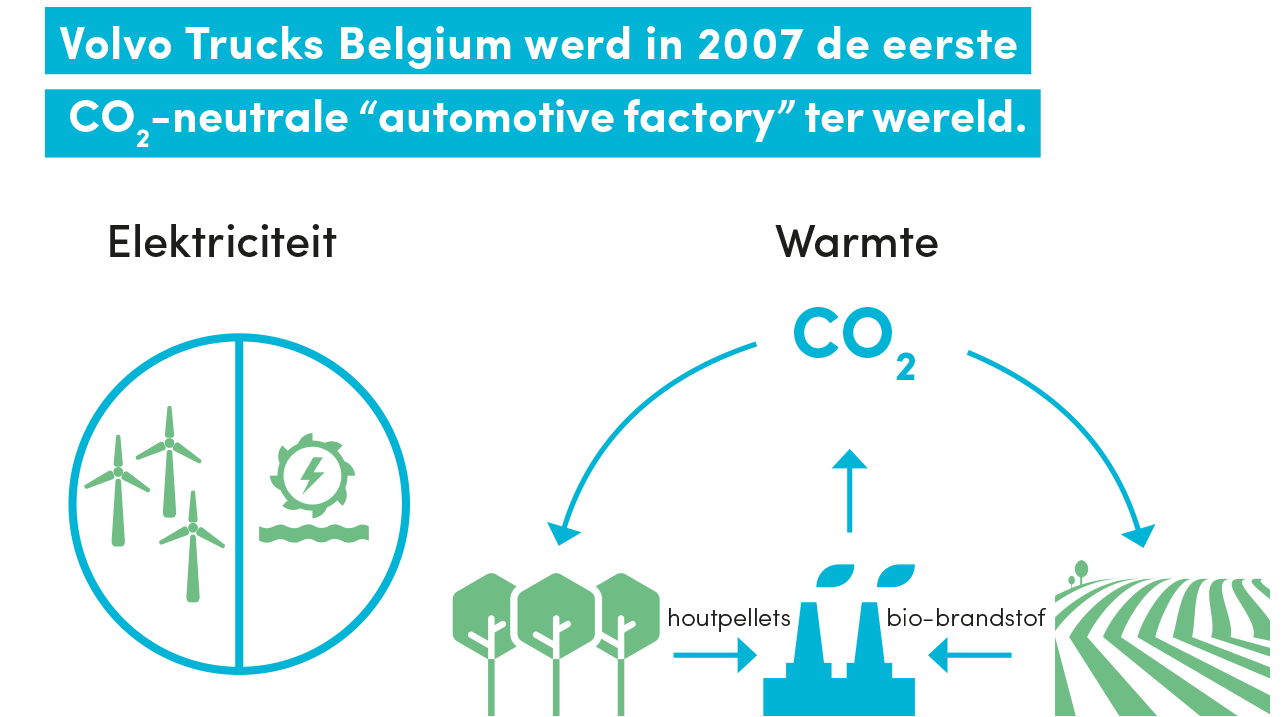 Volvo Trucks Belgium werd in 2007 de eerste
CO₂-neutrale “automotive factory” ter wereld.
Elektriciteit
Warmte
CO₂
houtpellets
bio-brandstof